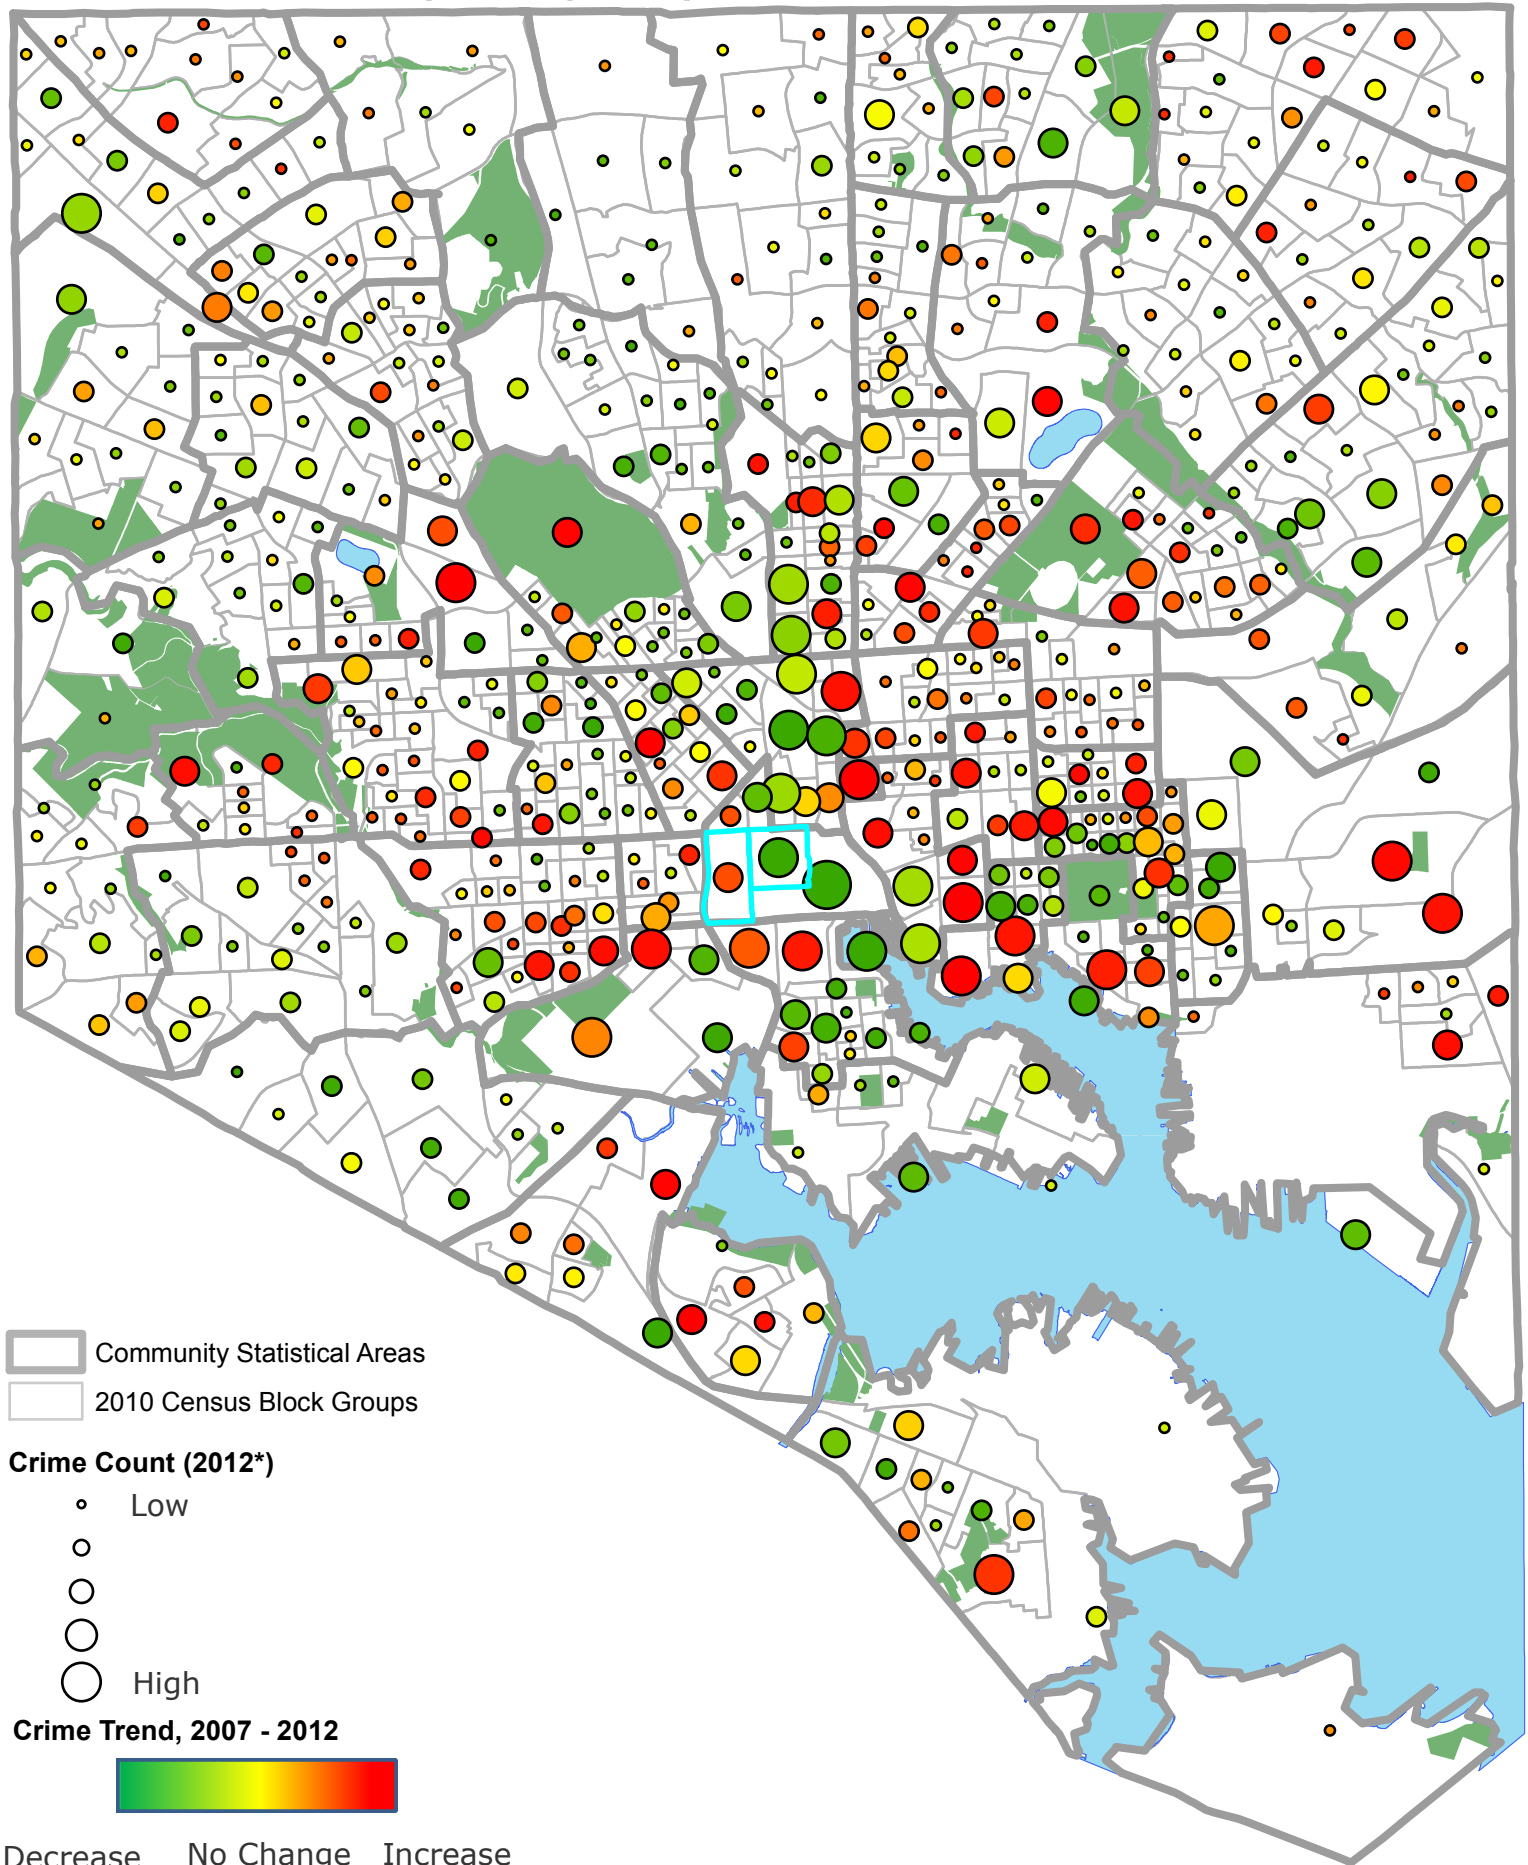 Community Statistical Areas
2010 Census Block Groups
Crime Count (2012*)
Low
High
Crime Trend, 2007 - 2012
Decrease No Change Increase